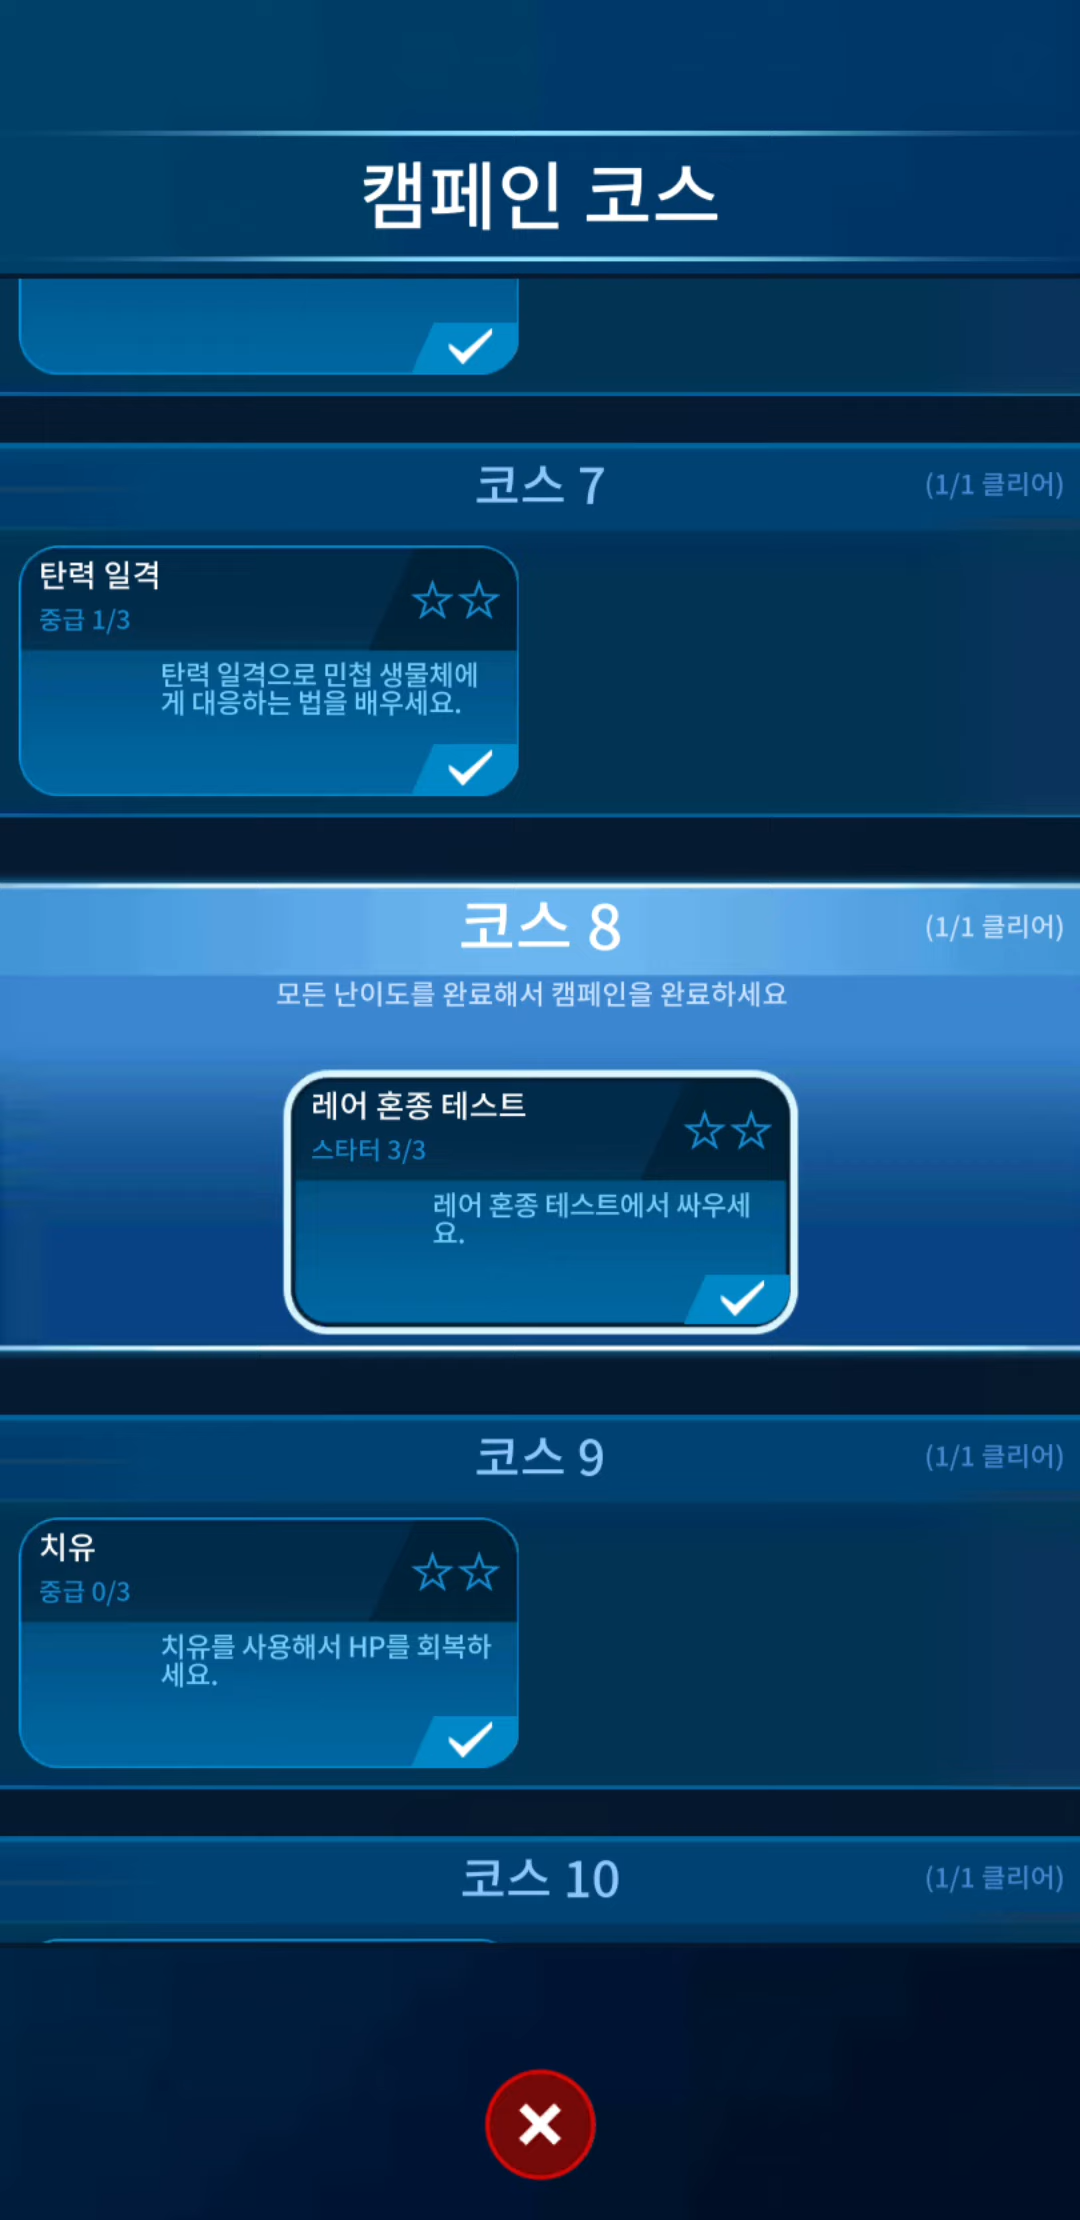 캠페인 코스
코스 7
(1/1 클리어)
탄력 일격
중급 1/3
탄력 일격으로 민첩 생물체에
게 대응하는 법을 배우세요.
코스 8
(1/1 클리어)
모든 난이도를 완료해서 캠페인을 완료하세요
레어 혼종 테스트
스타터 3/3
레어 혼종 테스트에서 싸우세
요.
코스 9
(1/1 클리어)
치유
중급 0/3
치유를 사용해서 HP를 회복하
세요.
코스 10
(1/1 클리어)